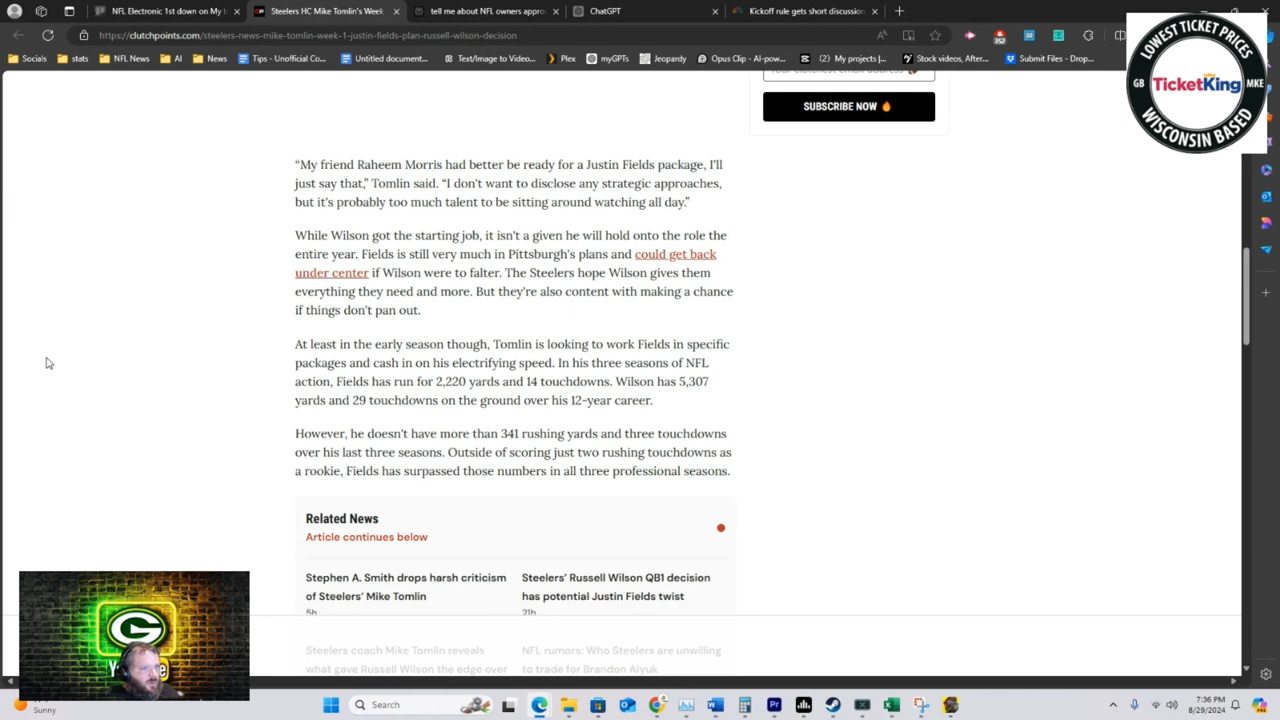 NFL Electronic 1st down on My l
Steelers HC Mike Tomlin's Week
tell me about NFL owners appro
ChatGPT
Kickoff rule gets short discussion
https://clutchpoints.com/steelers-news-mike-tomlin-week-1-justin-fields-plan-russell-wilson-decision
Socials
stats
NFL News
AI
News
Tips - Unofficial Co...
Untitled document...
Text/Image to Video...
Plex
myGPTs
Jeopardy
Opus Clip - AI-pow...
(2) My projects |...
Stock videos, After...
Submit Files - Drop...
352
LOWEST TICKET PRICES
GB
TicketKing
MKE
WISCONSIN BASED
SUBSCRIBE NOW 🔥
“My friend Raheem Morris had better be ready for a Justin Fields package, I'll
just say that,” Tomlin said. “I don't want to disclose any strategic approaches,
but it's probably too much talent to be sitting around watching all day.”
While Wilson got the starting job, it isn't a given he will hold onto the role the
entire year. Fields is still very much in Pittsburgh's plans and could get back
under center if Wilson were to falter. The Steelers hope Wilson gives them
everything they need and more. But they're also content with making a chance
if things don't pan out.
At least in the early season though, Tomlin is looking to work Fields in specific
packages and cash in on his electrifying speed. In his three seasons of NFL
action, Fields has run for 2,220 yards and 14 touchdowns. Wilson has 5,307
yards and 29 touchdowns on the ground over his 12-year career.
However, he doesn't have more than 341 rushing yards and three touchdowns
over his last three seasons. Outside of scoring just two rushing touchdowns as
a rookie, Fields has surpassed those numbers in all three professional seasons.
Related News
Article continues below
Stephen A. Smith drops harsh criticism
of Steelers' Mike Tomlin
5h
Steelers' Russell Wilson QB1 decision
has potential Justin Fields twist
21h
Steelers coach Mike Tomlin reveals
what gave Russell Wilson the edge over
NFL rumors: Who Steelers are unwilling
to trade for Brandon Aiyuk
G
Sunny
Search
7:36 PM
8/29/2024